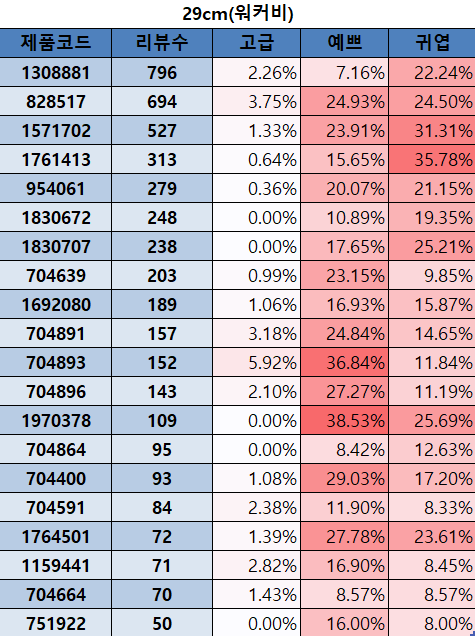 29cm(워커비)
제품코드 리뷰수 고급 예쁘 귀엽
1308881 796 2.26% 7.16% 22.24%
828517 694 3.75% 24.93% 24.50%
1571702 527 1.33% 23.91% 31.31%
1761413 313 0.64% 15.65% 35.78%
954061 279 0.36% 20.07% 21.15%
1830672 248 0.00% 10.89% 19.35%
1830707 238 0.00% 17.65% 25.21%
704639 203 0.99% 23.15% 9.85%
1692080 189 1.06% 16.93% 15.87%
704891 157 3.18% 24.84% 14.65%
704893 152 5.92% 36.84% 11.84%
704896 143 2.10% 27.27% 11.19%
1970378 109 0.00% 38.53% 25.69%
704864 95 0.00% 8.42% 12.63%
704400 93 1.08% 29.03% 17.20%
704591 84 2.38% 11.90% 8.33%
1764501 72 1.39% 27.78% 23.61%
1159441 71 2.82% 16.90% 8.45%
704664 70 1.43% 8.57% 8.57%
751922 50 0.00% 16.00% 8.00%